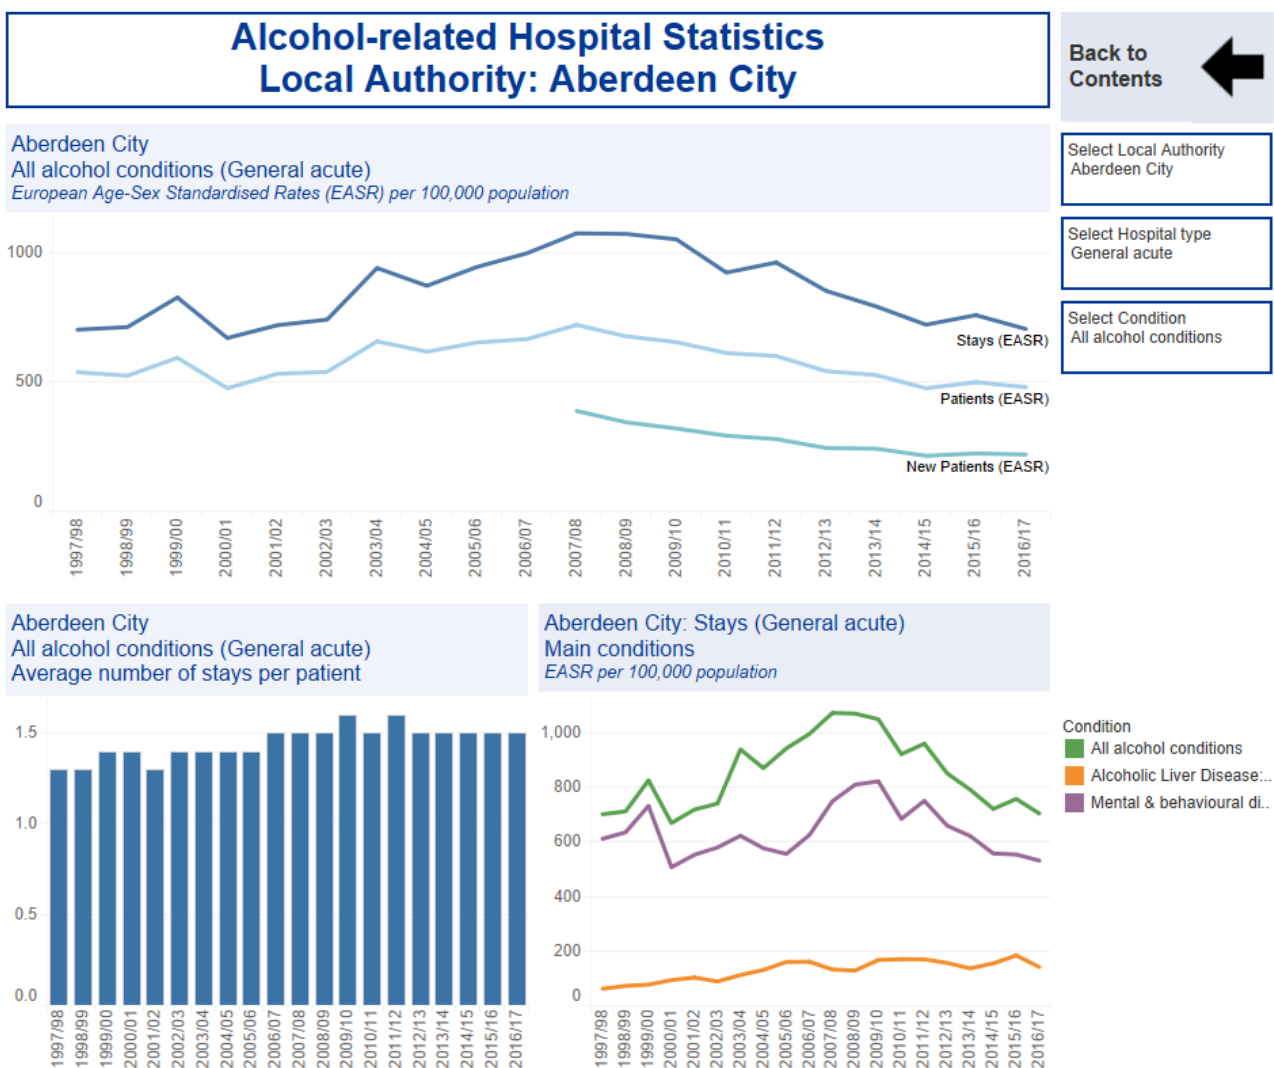 Alcohol-related Hospital Statistics
Local Authority: Aberdeen City
Back to
Contents
Aberdeen City
All alcohol conditions (General acute)
European Age-Sex Standardised Rates (EASR) per 100,000 population
Select Local Authority
Aberdeen City
Select Hospital type
General acute
Select Condition
All alcohol conditions
1000
500
0
Stays (EASR)
Patients (EASR)
New Patients (EASR)
1997/98 1998/99 1999/00 2000/01 2001/02 2002/03 2003/04 2004/05 2005/06 2006/07 2007/08 2008/09 2009/10 2010/11 2011/12 2012/13 2013/14 2014/15 2015/16 2016/17
Aberdeen City
All alcohol conditions (General acute)
Average number of stays per patient
1.5
1.0
0.5
0.0
1997/98 1998/99 1999/00 2000/01 2001/02 2002/03 2003/04 2004/05 2005/06 2006/07 2007/08 2008/09 2009/10 2010/11 2011/12 2012/13 2013/14 2014/15 2015/16 2016/17
Aberdeen City: Stays (General acute)
Main conditions
EASR per 100,000 population
1,000
800
600
400
200
0
1997/98 1998/99 1999/00 2000/01 2001/02 2002/03 2003/04 2004/05 2005/06 2006/07 2007/08 2008/09 2009/10 2010/11 2011/12 2012/13 2013/14 2014/15 2015/16 2016/17
Condition
All alcohol conditions
Alcoholic Liver Disease:..
Mental & behavioural di..